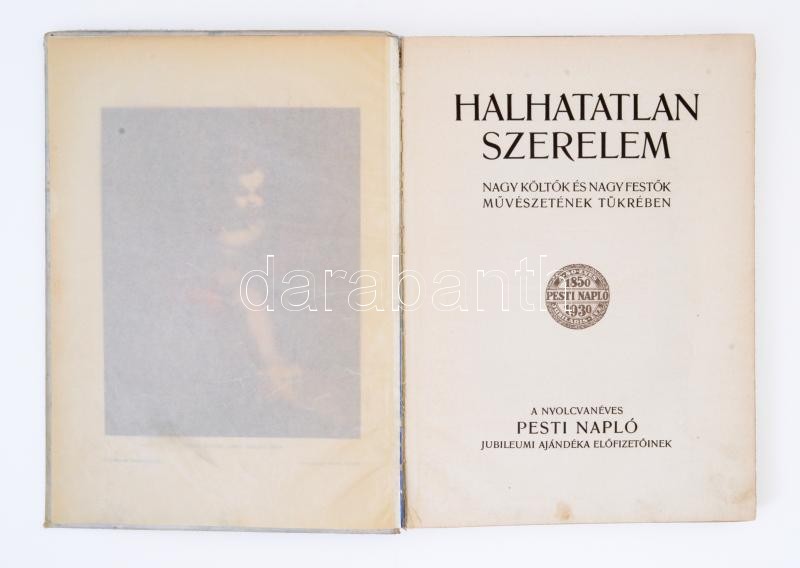 HALHATATLAN
SZERELEM
NAGY KÖLTŐK ÉS NAGY FESTŐK
MŰVÉSZETÉNEK TÜKRÉBEN
1850
PESTI NAPLÓ
1930
A NYOLCVANÉVES
PESTI NAPLÓ
JUBILEUMI AJÁNDÉKA ELŐFIZETŐINEK
darabanth